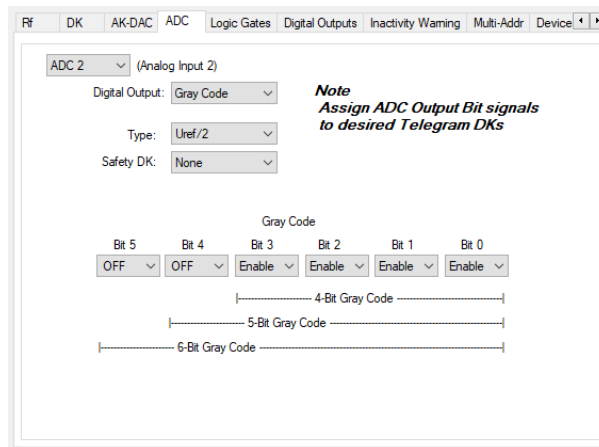 Rf DK AK-DAC ADC Logic Gates Digital Outputs Inactivity Warning Multi-Addr Device
ADC 2 (Analog Input 2)
Digital Output: Gray Code
Note
Assign ADC Output Bit signals
to desired Telegram DKs
Type: Uref/2
Safety DK: None
Gray Code
Bit 5 Bit 4 Bit 3 Bit 2 Bit 1 Bit 0
OFF OFF Enable Enable Enable Enable
|---------------------- 4-Bit Gray Code --------------------------------|
|---------------------- 5-Bit Gray Code ----------------------------------------------------|
|---------------------- 6-Bit Gray Code -------------------------------------------------------------------------|